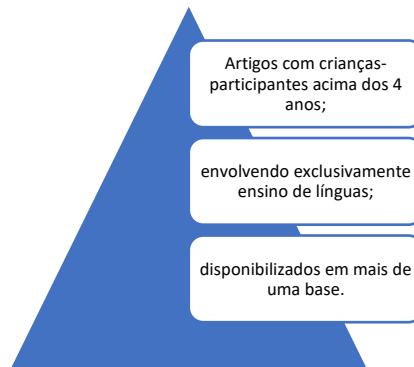 Artigos com crianças-
participantes acima dos 4
anos;
envolvendo exclusivamente
ensino de línguas;
disponibilizados em mais de
uma base.